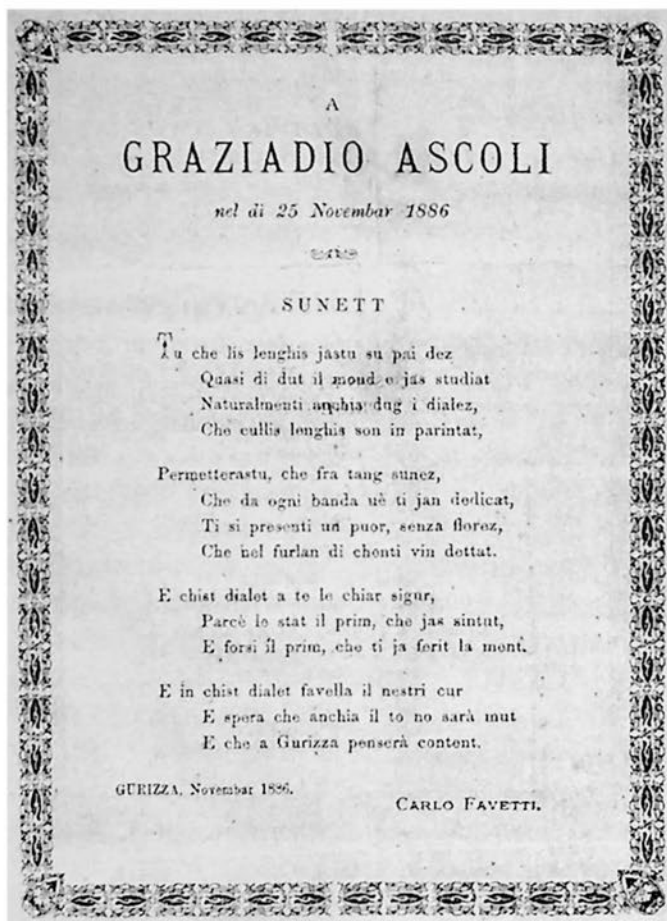 A
GRAZIADIO ASCOLI
nel di 25 Novembar 1886
SUNETT
Tu che lis lenghis jastu su pai dez
Quasi di dut il mond e jas studiat
Naturalmenti anchia dug i dialez,
Che cullis lenghis son in parintat,
Permetterastu, che fra tang sunez,
Che da ogni banda uè ti jan dedicat,
Ti si presenti un puor, senza florez,
Che nel furlan di chonti vin dettat.
E chist dialet a te le chiar sigur,
Parcè le stat il prim, che jas sintut,
E forsi il prim, che ti ja ferit la ment.
E in chist dialet favella il nestri cur
E spera che anchia il to no sarà mut
E che a Gurizza penserà content.
GURIZZA, Novembar 1886.
CARLO FAVETTI.